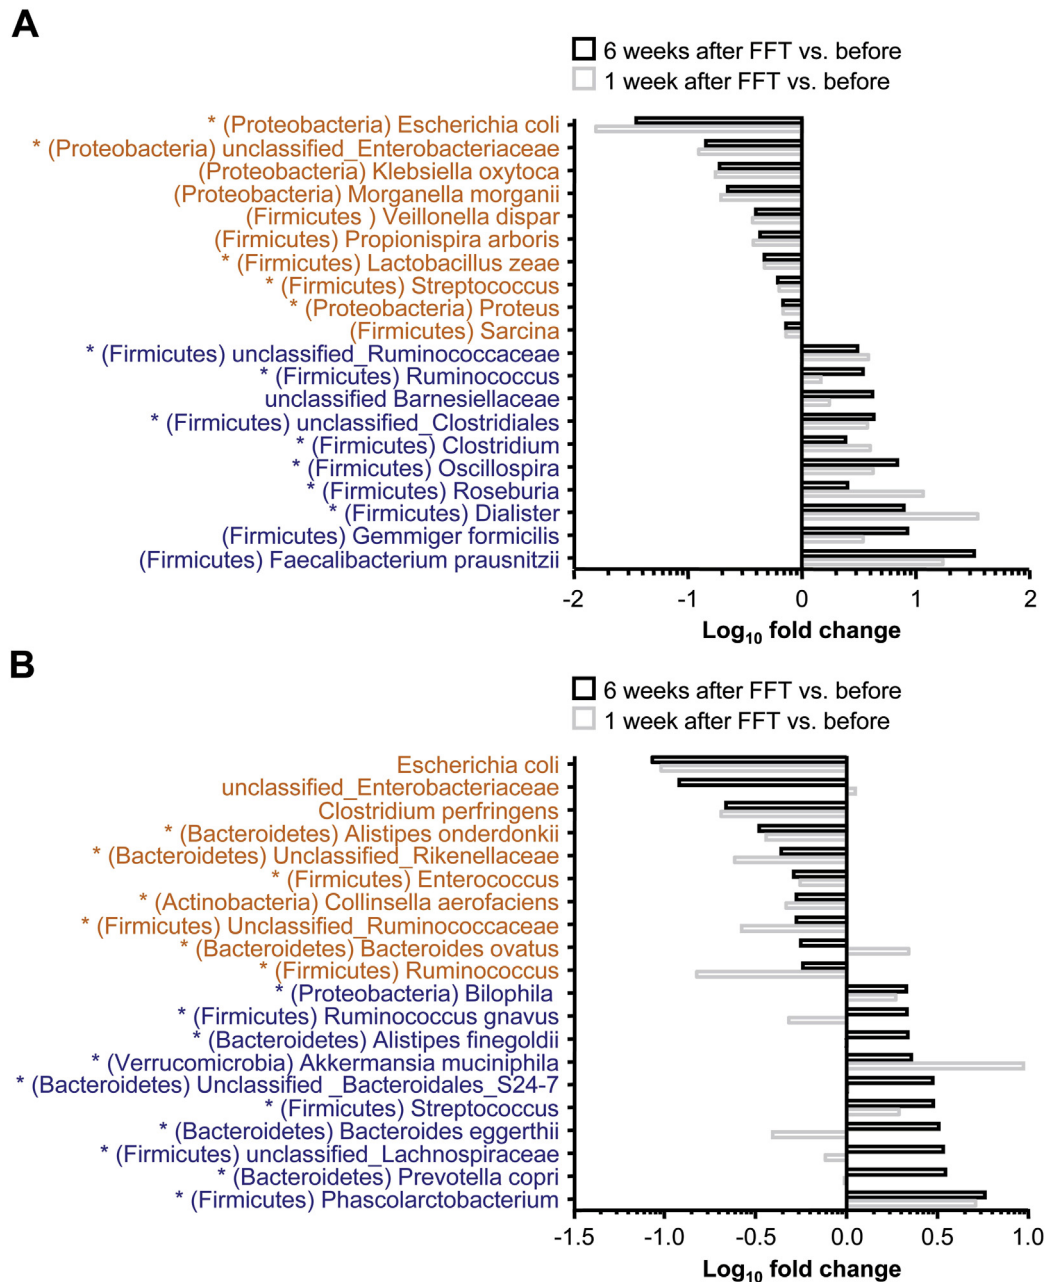 A
6 weeks after FFT vs. before
1 week after FFT vs. before
* (Proteobacteria) Escherichia coli
* (Proteobacteria) unclassified_Enterobacteriaceae
(Proteobacteria) Klebsiella oxytoca
(Proteobacteria) Morganella morganii
(Firmicutes ) Veillonella dispar
(Firmicutes) Propionispira arboris
* (Firmicutes) Lactobacillus zeae
* (Firmicutes) Streptococcus
* (Proteobacteria) Proteus
(Firmicutes) Sarcina
* (Firmicutes) unclassified_Ruminococcaceae
* (Firmicutes) Ruminococcus
unclassified Barnesiellaceae
* (Firmicutes) unclassified_Clostridiales
* (Firmicutes) Clostridium
* (Firmicutes) Oscillospira
* (Firmicutes) Roseburia
* (Firmicutes) Dialister
(Firmicutes) Gemmiger formicilis
(Firmicutes) Faecalibacterium prausnitzii
-2 -1 0 1 2
Log10 fold change
B
6 weeks after FFT vs. before
1 week after FFT vs. before
Escherichia coli
unclassified_Enterobacteriaceae
Clostridium perfringens
* (Bacteroidetes) Alistipes onderdonkii
* (Bacteroidetes) Unclassified_Rikenellaceae
* (Firmicutes) Enterococcus
* (Actinobacteria) Collinsella aerofaciens
* (Firmicutes) Unclassified_Ruminococcaceae
* (Bacteroidetes) Bacteroides ovatus
* (Firmicutes) Ruminococcus
* (Proteobacteria) Bilophila
* (Firmicutes) Ruminococcus gnavus
* (Bacteroidetes) Alistipes finegoldii
* (Verrucomicrobia) Akkermansia muciniphila
* (Bacteroidetes) Unclassified _Bacteroidales_S24-7
* (Firmicutes) Streptococcus
* (Bacteroidetes) Bacteroides eggerthii
* (Firmicutes) unclassified_Lachnospiraceae
* (Bacteroidetes) Prevotella copri
* (Firmicutes) Phascolarctobacterium
-1.5 -1.0 -0.5 0.0 0.5 1.0
Log10 fold change